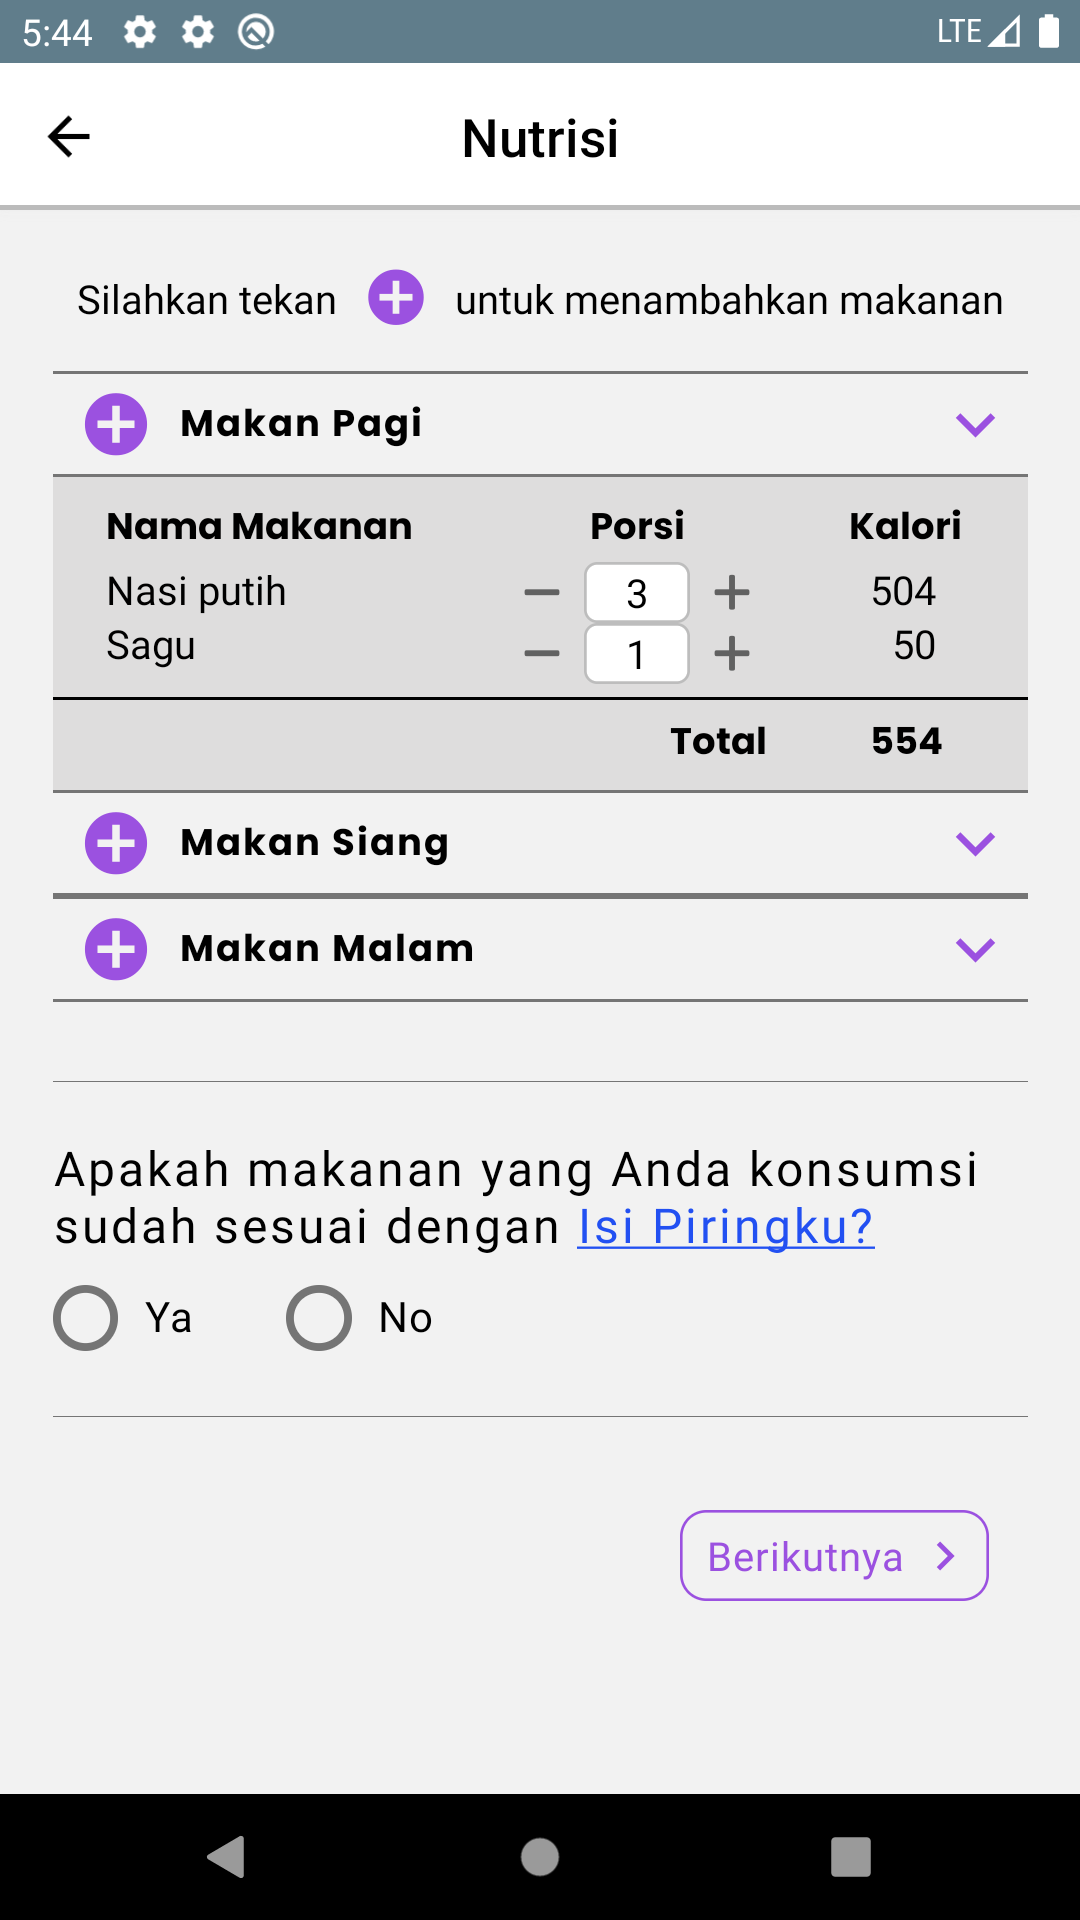 5:44 LTE
Nutrisi
Silahkan tekan untuk menambahkan makanan
Makan Pagi
Nama Makanan Porsi Kalori
Nasi putih 3 504
Sagu 1 50
Total 554
Makan Siang
Makan Malam
Apakah makanan yang Anda konsumsi
sudah sesuai dengan Isi Piringku?
Ya No
Berikutnya